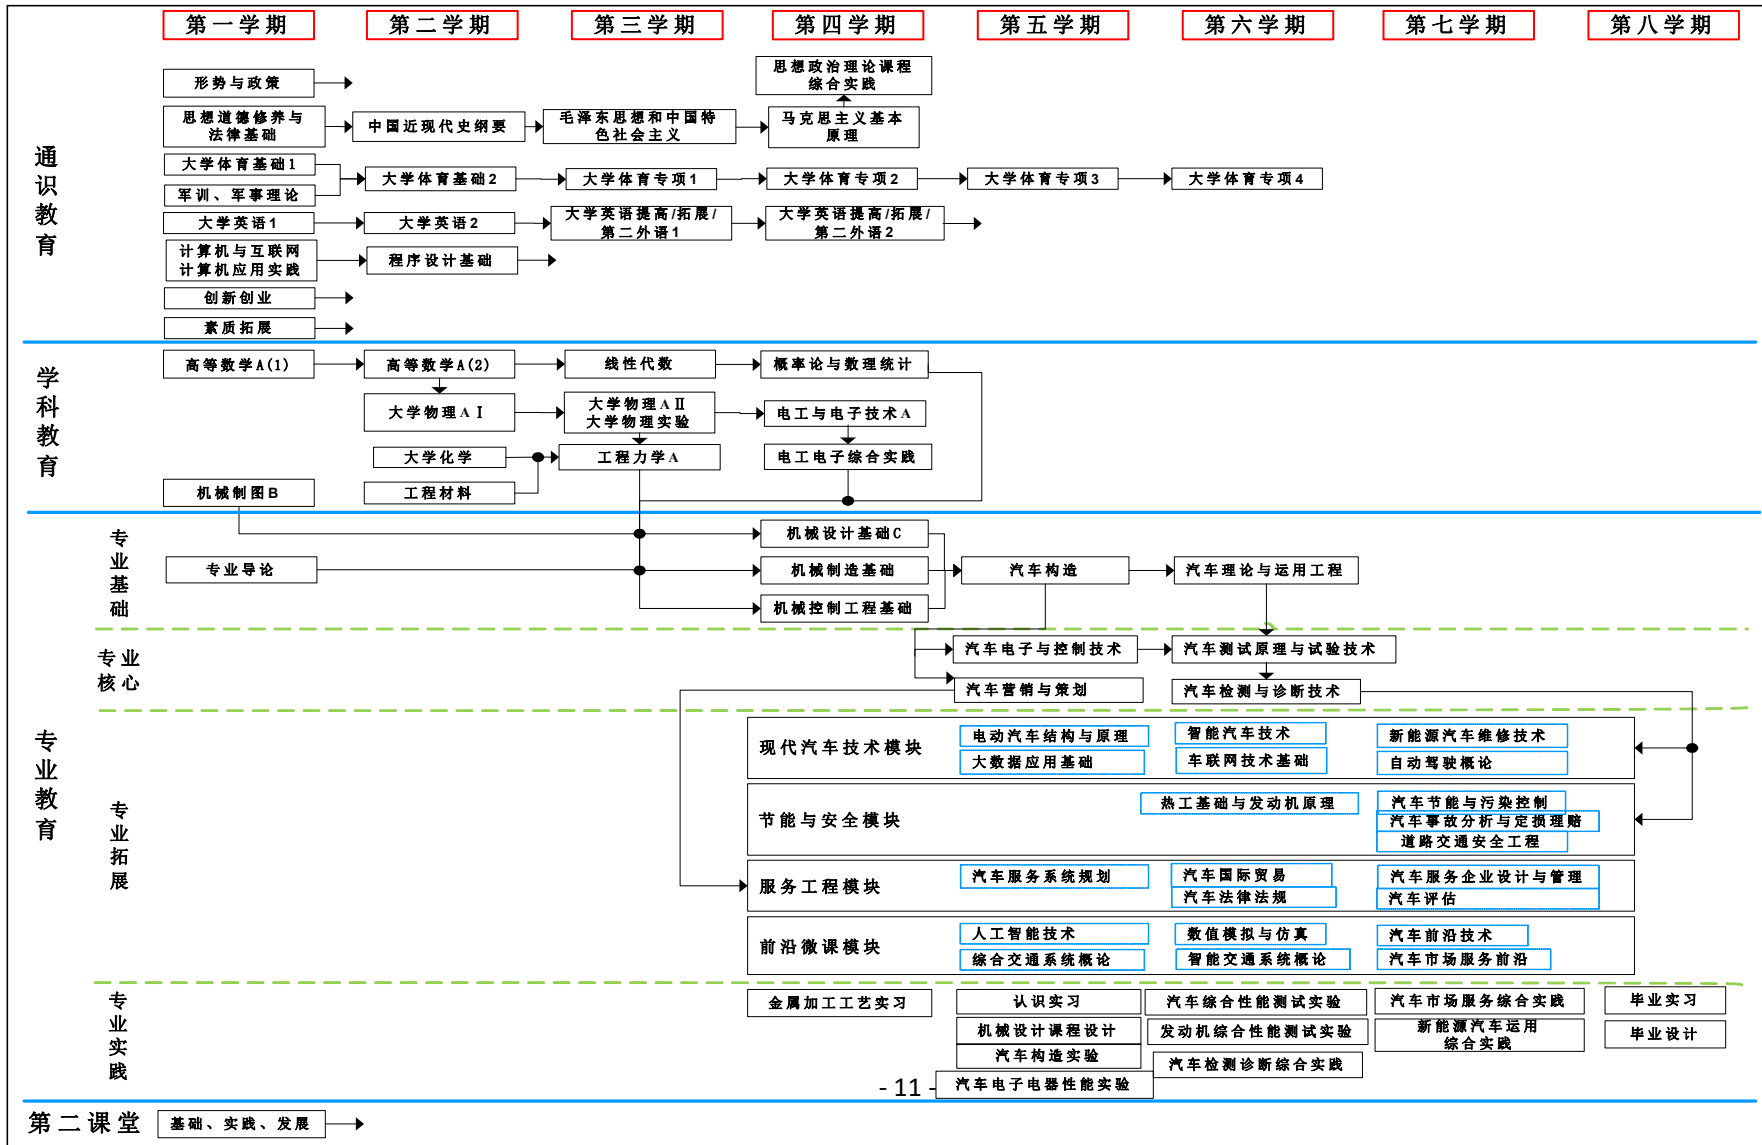 第一学期
第二学期
第三学期
第四学期
第五学期
第六学期
第七学期
第八学期
通识教育
形势与政策
思想政治理论课程
综合实践
思想道德修养与
法律基础
中国近现代史纲要
毛泽东思想和中国特
色社会主义
马克思主义基本
原理
大学体育基础1
军训、军事理论
大学体育基础2
大学体育专项1
大学体育专项2
大学体育专项3
大学体育专项4
大学英语1
大学英语2
大学英语提高/拓展/
第二外语1
大学英语提高/拓展/
第二外语2
计算机与互联网
计算机应用实践
程序设计基础
创新创业
素质拓展
学科教育
高等数学A(1)
高等数学A(2)
线性代数
概率论与数理统计
大学物理AⅠ
大学物理AⅡ
大学物理实验
电工与电子技术A
大学化学
工程力学A
电工电子综合实践
机械制图B
工程材料
专业教育
专业基础
机械设计基础C
专业导论
机械制造基础
汽车构造
汽车理论与运用工程
机械控制工程基础
专业
核心
汽车电子与控制技术
汽车测试原理与试验技术
汽车营销与策划
汽车检测与诊断技术
专业拓展
现代汽车技术模块
电动汽车结构与原理
智能汽车技术
新能源汽车维修技术
大数据应用基础
车联网技术基础
自动驾驶概论
节能与安全模块
热工基础与发动机原理
汽车节能与污染控制
汽车事故分析与定损理赔
道路交通安全工程
服务工程模块
汽车服务系统规划
汽车国际贸易
汽车服务企业设计与管理
汽车法律法规
汽车评估
前沿微课模块
人工智能技术
数值模拟与仿真
汽车前沿技术
综合交通系统概论
智能交通系统概论
汽车市场服务前沿
专业实践
金属加工工艺实习
认识实习
汽车综合性能测试实验
汽车市场服务综合实践
毕业实习
机械设计课程设计
发动机综合性能测试实验
新能源汽车运用
综合实践
毕业设计
汽车构造实验
汽车检测诊断综合实践
汽车电子电器性能实验
- 11 -
第二课堂
基础、实践、发展